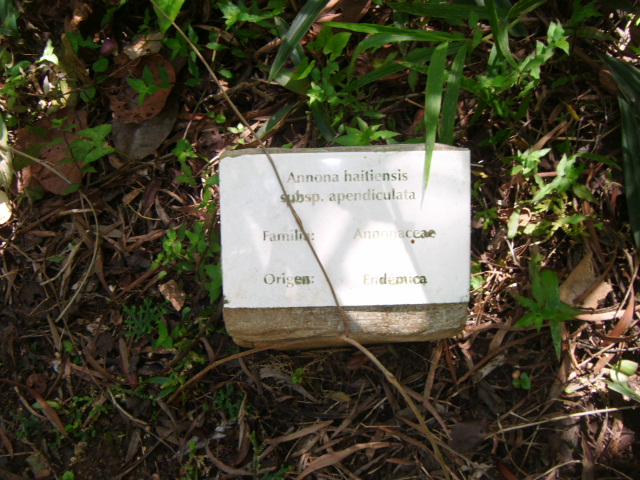 Annona haitiensis
subsp. apendiculata
Familia: Annonaceae
Origen: Endemica